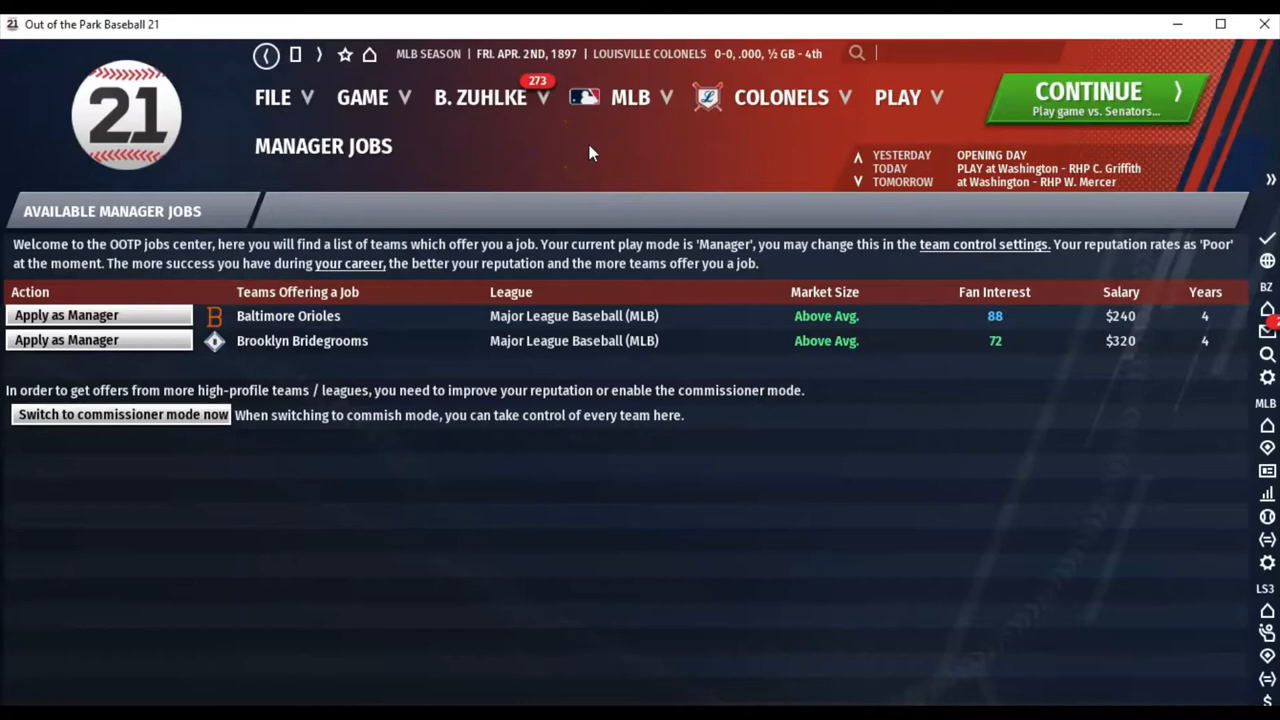 21 Out of the Park Baseball 21
MLB SEASON | FRI. APR. 2ND, 1897 | LOUISVILLE COLONELS 0-0, .000, ½ GB - 4th
273
21
FILE GAME B. ZUHLKE MLB L COLONELS PLAY
CONTINUE
Play game vs. Senators...
MANAGER JOBS
YESTERDAY OPENING DAY
TODAY PLAY at Washington - RHP C. Griffith
TOMORROW at Washington - RHP W. Mercer
AVAILABLE MANAGER JOBS
Welcome to the OOTP jobs center, here you will find a list of teams which offer you a job. Your current play mode is 'Manager', you may change this in the team control settings. Your reputation rates as 'Poor'
at the moment. The more success you have during your career, the better your reputation and the more teams offer you a job.
Action Teams Offering a Job League Market Size Fan Interest Salary Years
Apply as Manager B Baltimore Orioles Major League Baseball (MLB) Above Avg. 88 $240 4
Apply as Manager Brooklyn Bridegrooms Major League Baseball (MLB) Above Avg. 72 $320 4
In order to get offers from more high-profile teams / leagues, you need to improve your reputation or enable the commissioner mode.
Switch to commissioner mode now When switching to commish mode, you can take control of every team here.
BZ
2
MLB
LS3